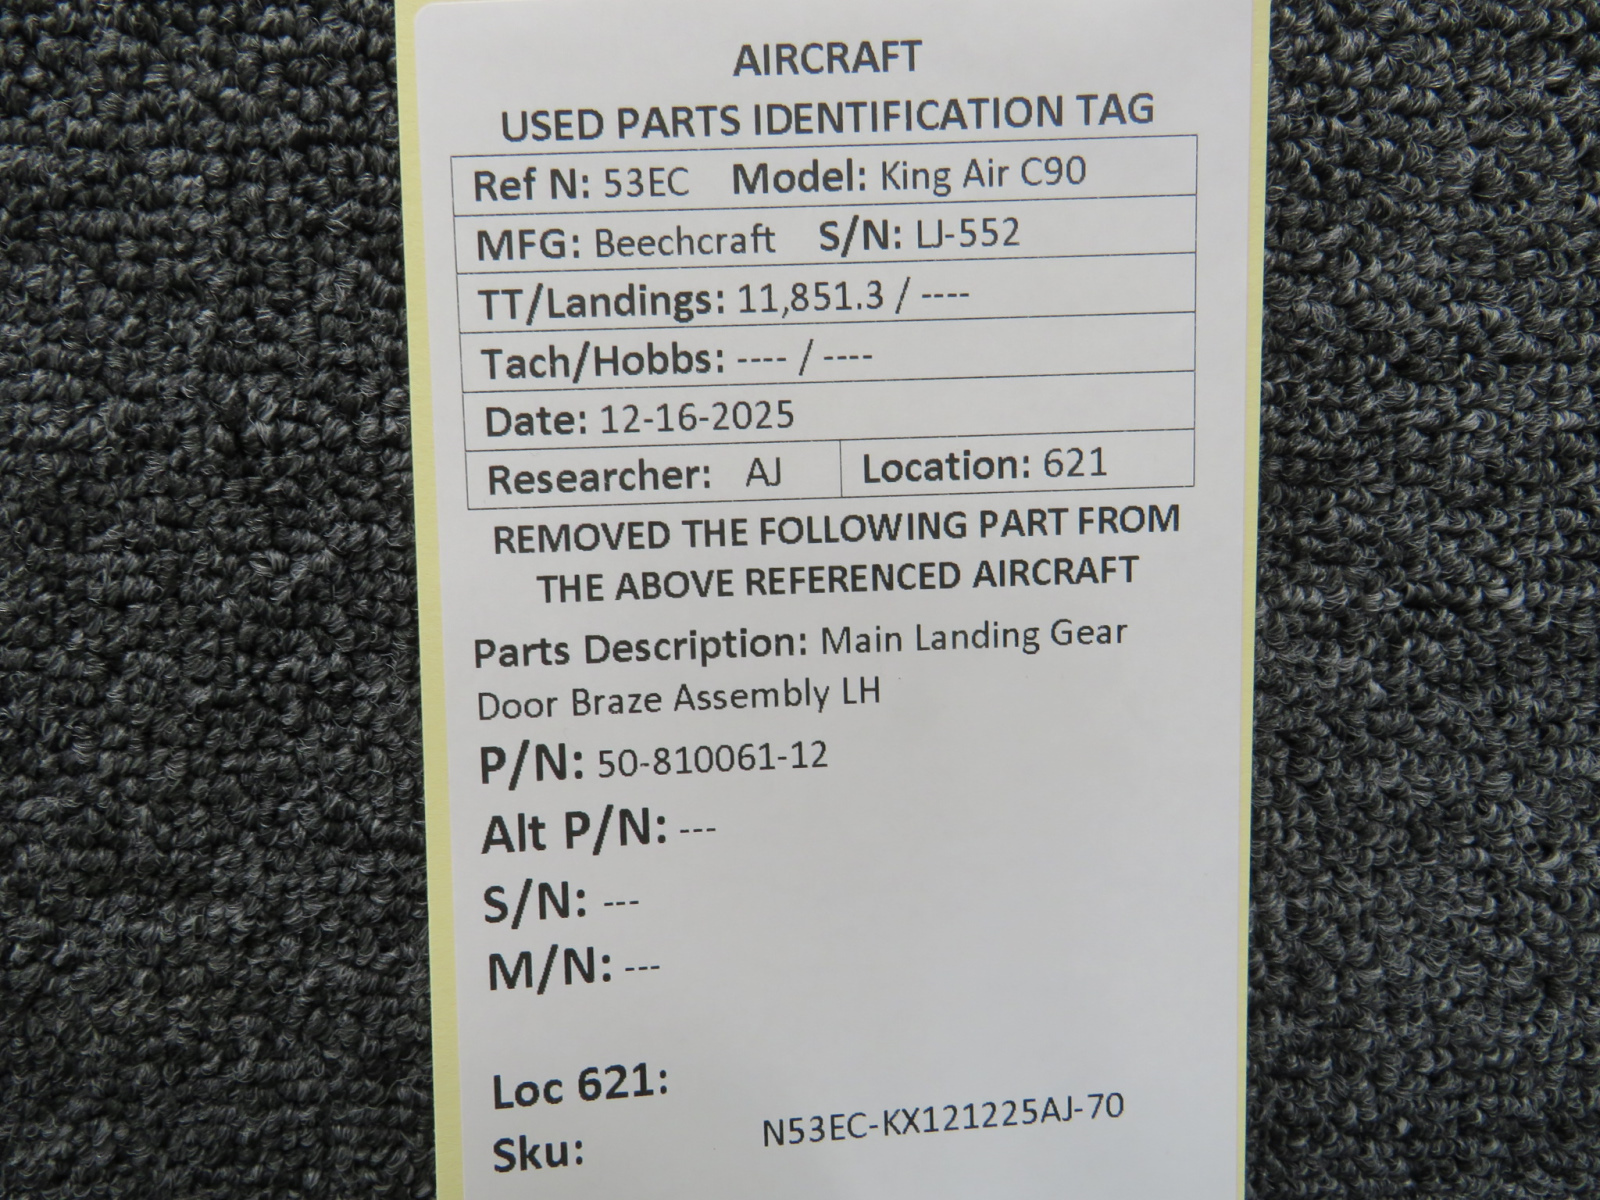 AIRCRAFT
USED PARTS IDENTIFICATION TAG
Ref N: 53EC Model: King Air C90
MFG: Beechcraft S/N: LJ-552
TT/Landings: 11,851.3 / ----
Tach/Hobbs: ---- / ----
Date: 12-16-2025
Researcher: AJ Location: 621
REMOVED THE FOLLOWING PART FROM
THE ABOVE REFERENCED AIRCRAFT
Parts Description: Main Landing Gear
Door Braze Assembly LH
P/N: 50-810061-12
Alt P/N: ---
S/N: ---
M/N: ---
Loc 621:
Sku: N53EC-KX121225AJ-70